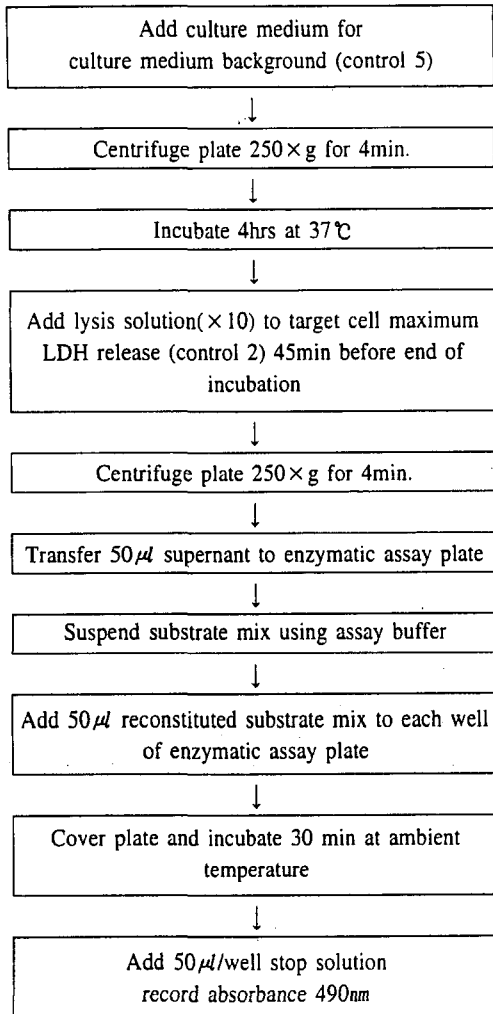 Add culture medium for
culture medium background (control 5)
↓
Centrifuge plate 250×g for 4min.
↓
Incubate 4hrs at 37℃
↓
Add lysis solution(×10) to target cell maximum
LDH release (control 2) 45min before end of
incubation
↓
Centrifuge plate 250×g for 4min.
↓
Transfer 50㎕ supernant to enzymatic assay plate
↓
Suspend substrate mix using assay buffer
↓
Add 50㎕ reconstituted substrate mix to each well
of enzymatic assay plate
↓
Cover plate and incubate 30 min at ambient
temperature
↓
Add 50㎕/well stop solution
record absorbance 490㎚